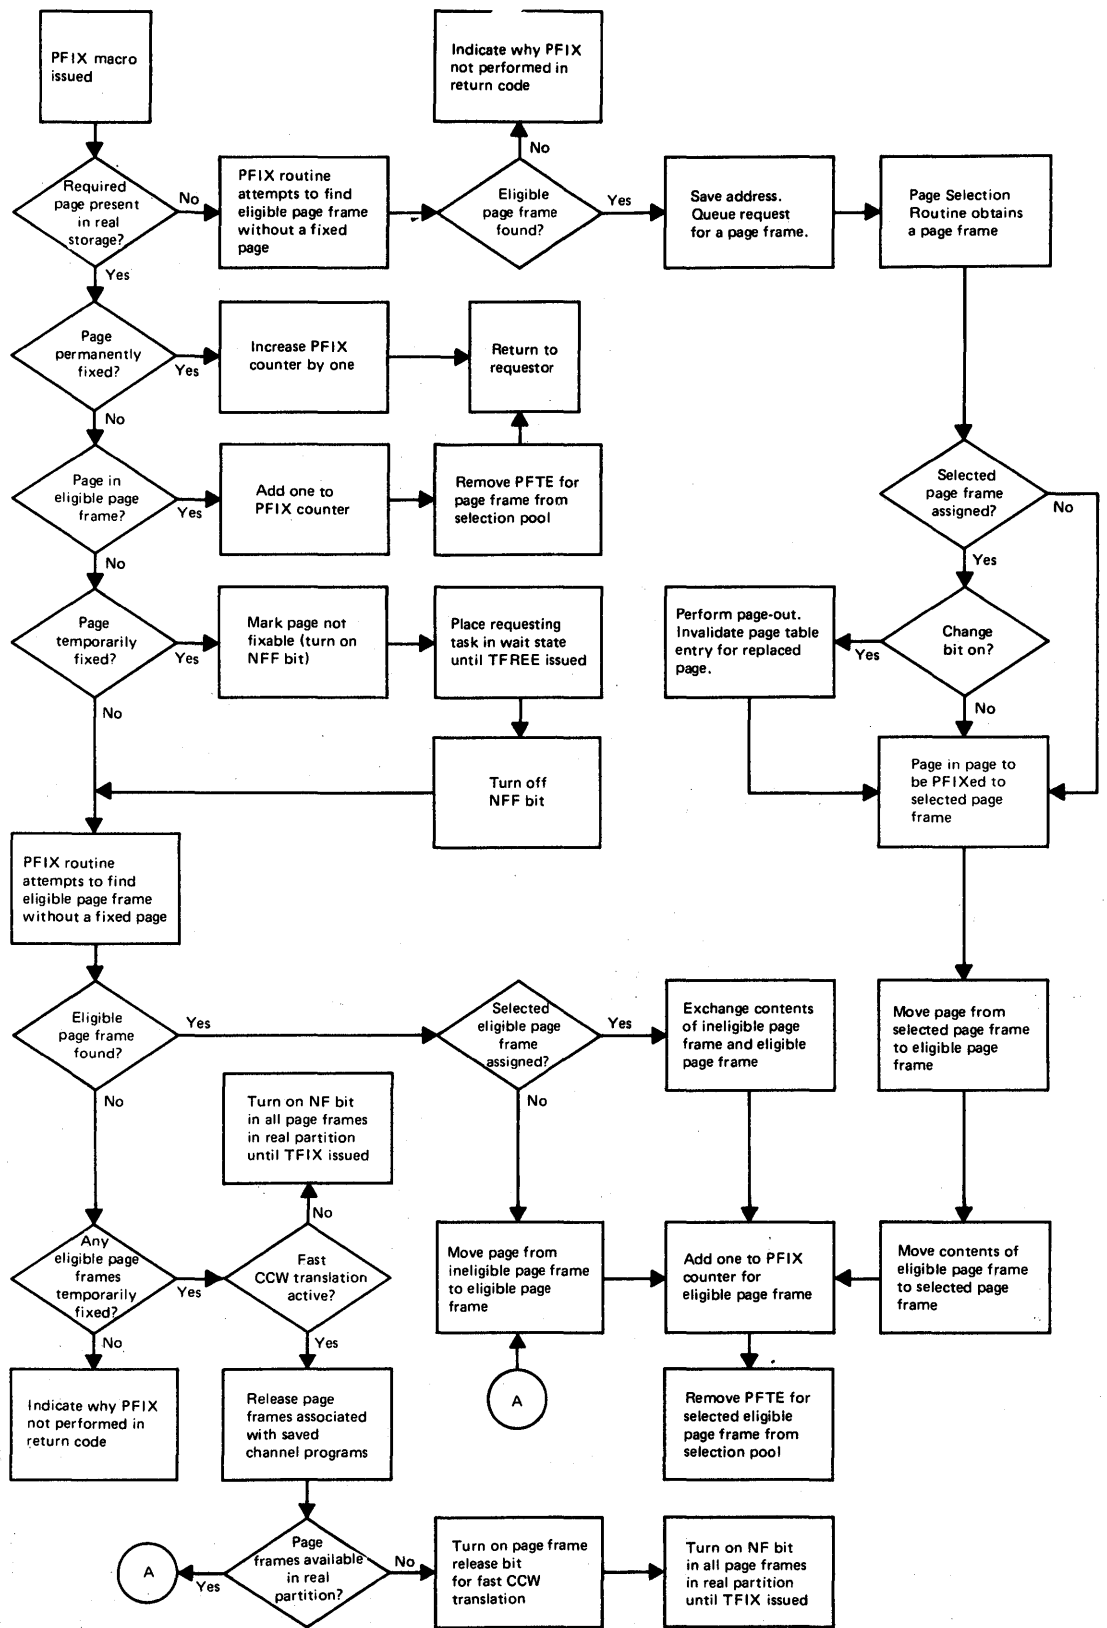 PFIX macro
issued
Indicate why PFIX
not performed in
return code
No
Required
page present
in real
storage?
No
PFIX routine
attempts to find
eligible page frame
without a fixed
page
Eligible
page frame
found?
Yes
Save address.
Queue request
for a page frame.
Page Selection
Routine obtains
a page frame
Yes
Page
permanently
fixed?
Yes
Increase PFIX
counter by one
Return to
requestor
No
Page in
eligible page
frame?
Yes
Add one to
PFIX counter
Remove PFTE for
page frame from
selection pool
Selected
page frame
assigned?
No
Yes
No
Page
temporarily
fixed?
Yes
Mark page not
fixable (turn on
NFF bit)
Place requesting
task in wait state
until TFREE issued
Perform page-out.
Invalidate page table
entry for replaced
page.
Yes
Change
bit on?
No
No
Turn off
NFF bit
Page in page to
be PFIXed to
selected page
frame
PFIX routine
attempts to find
eligible page frame
without a fixed page
Eligible
page frame
found?
Yes
Selected
eligible page
frame
assigned?
Yes
Exchange contents
of ineligible page
frame and eligible
page frame
Move page from
selected page frame
to eligible page
frame
No
No
Turn on NF bit
in all page frames
in real partition
until TFIX issued
No
Any
eligible page
frames
temporarily
fixed?
Yes
Fast
CCW translation
active?
Move page from
ineligible page frame
to eligible page
frame
Add one to PFIX
counter for
eligible page frame
Move contents of
eligible page frame
to selected page
frame
No
Yes
Indicate why PFIX
not performed in
return code
Release page
frames associated
with saved
channel programs
A
Remove PFTE for
selected eligible
page frame from
selection pool
A
Yes
Page
frames available
in real
partition?
No
Turn on page frame
release bit
for fast CCW
translation
Turn on NF bit
in all page frames
in real partition
until TFIX issued